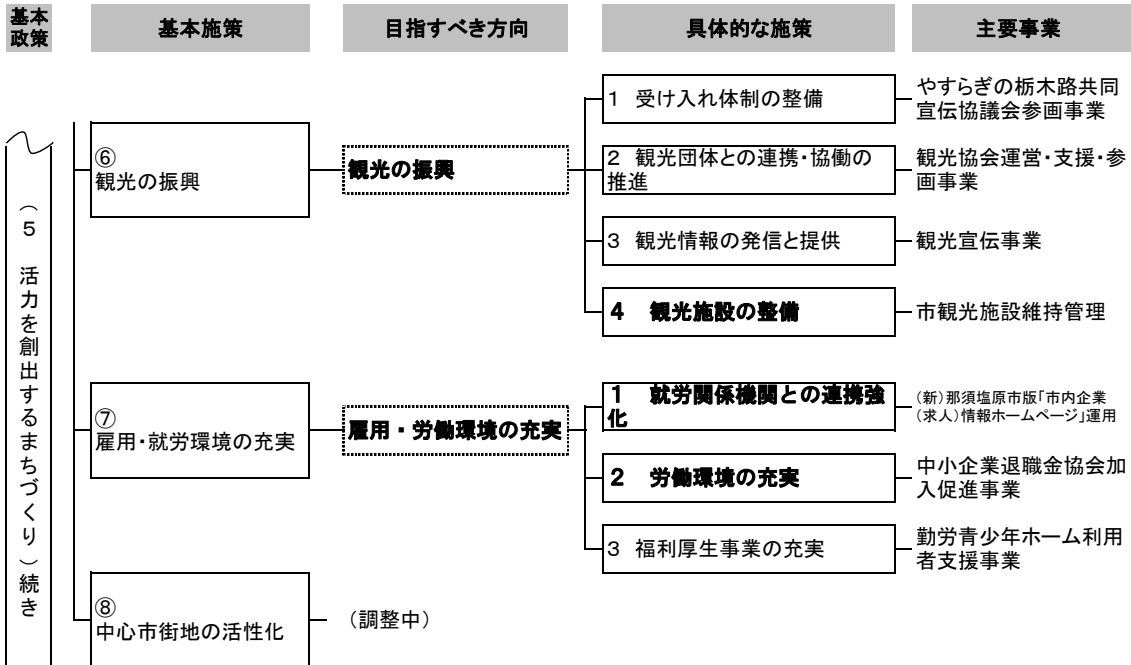 基本
政策
基本施策
目指すべき方向
具体的な施策
主要事業
（5　活力を創出するまちづくり）続き
⑥
観光の振興
観光の振興
1 受け入れ体制の整備
やすらぎの栃木路共同
宣伝協議会参画事業
2 観光団体との連携・協働の
推進
観光協会運営・支援・参
画事業
3 観光情報の発信と提供
観光宣伝事業
4 観光施設の整備
市観光施設維持管理
⑦
雇用・就労環境の充実
雇用・労働環境の充実
1 就労関係機関との連携強
化
(新)那須塩原市版「市内企業
(求人)情報ホームページ」運用
2 労働環境の充実
中小企業退職金協会加
入促進事業
3 福利厚生事業の充実
勤労青少年ホーム利用
者支援事業
⑧
中心市街地の活性化
（調整中）